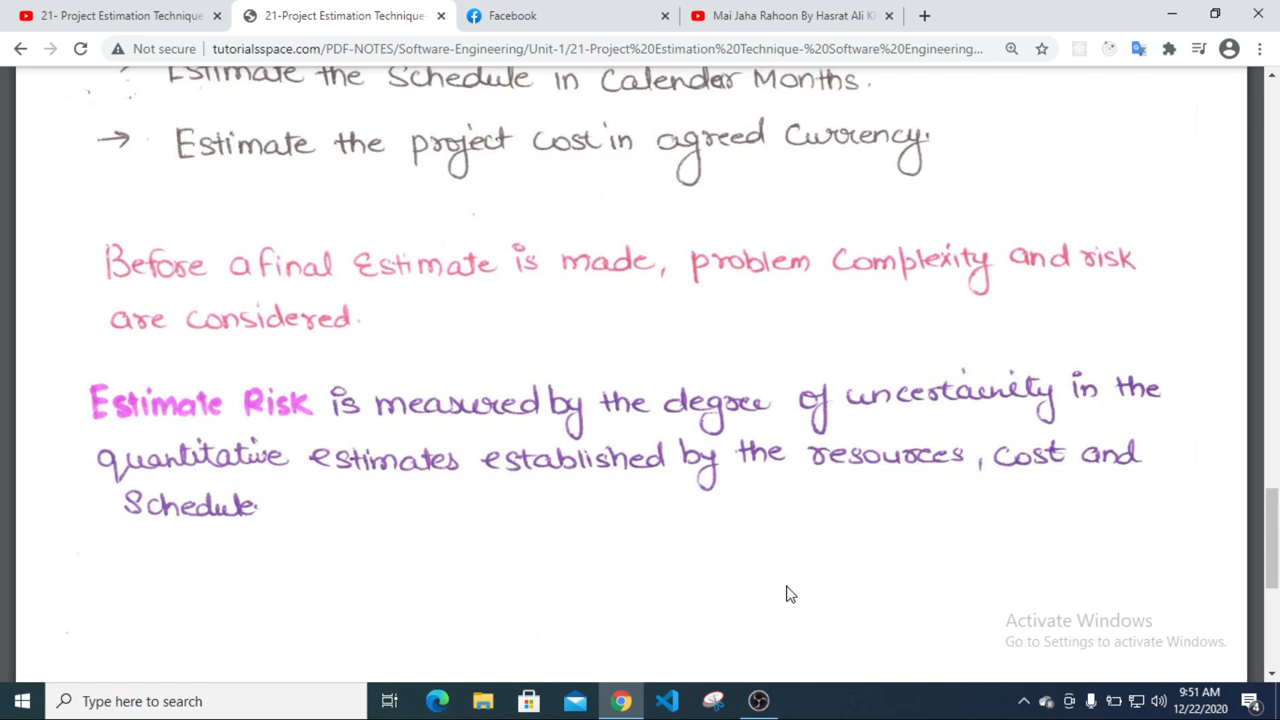 21- Project Estimation Technique
21-Project Estimation Technique-
Facebook
Mai Jaha Rahoon By Hasrat Ali K
Not secure
tutorialsspace.com/PDF-NOTES/Software-Engineering/Unit-1/21-Project%20Estimation%20Technique-%20Software%20Engineering...
Estimate the Schedule in Calender Months.
→ Estimate the project cost in agreed Currency.
Before a final Estimate is made, problem Complexity and risk
are considered.
Estimate Risk is measured by the degree of uncertainity in the
quantitative estimates established by the resources, Cost and
Schedule.
Activate Windows
Go to Settings to activate Windows.
Type here to search
9:51 AM
12/22/2020
4